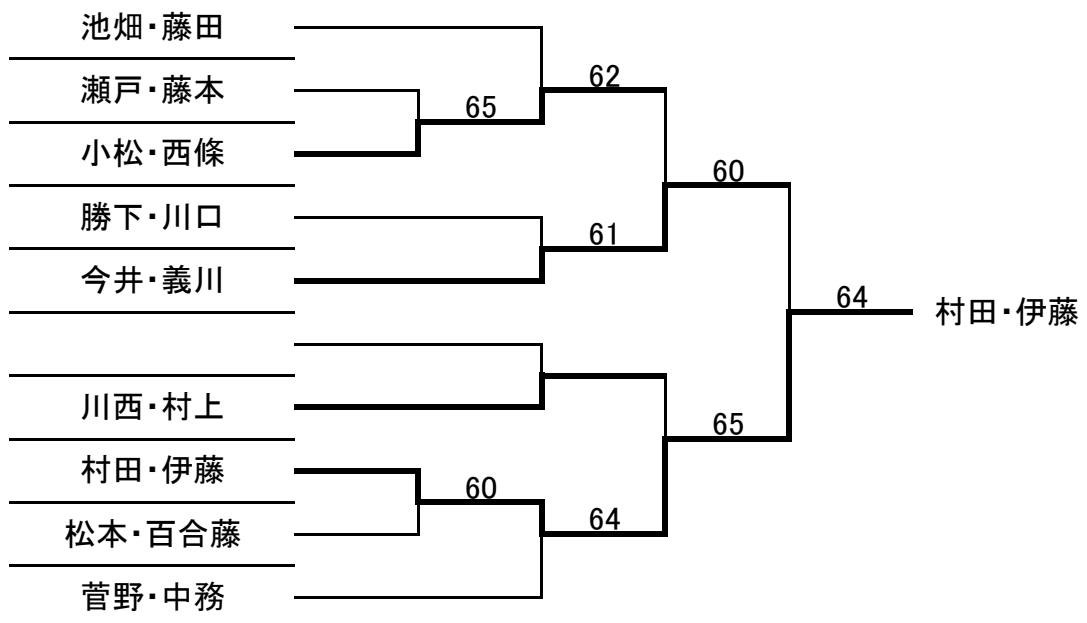 池畑・藤田
62
瀬戸・藤本
65
小松・西條
60
勝下・川口
61
今井・義川
64
村田・伊藤
川西・村上
65
村田・伊藤
60
64
松本・百合藤
菅野・中務